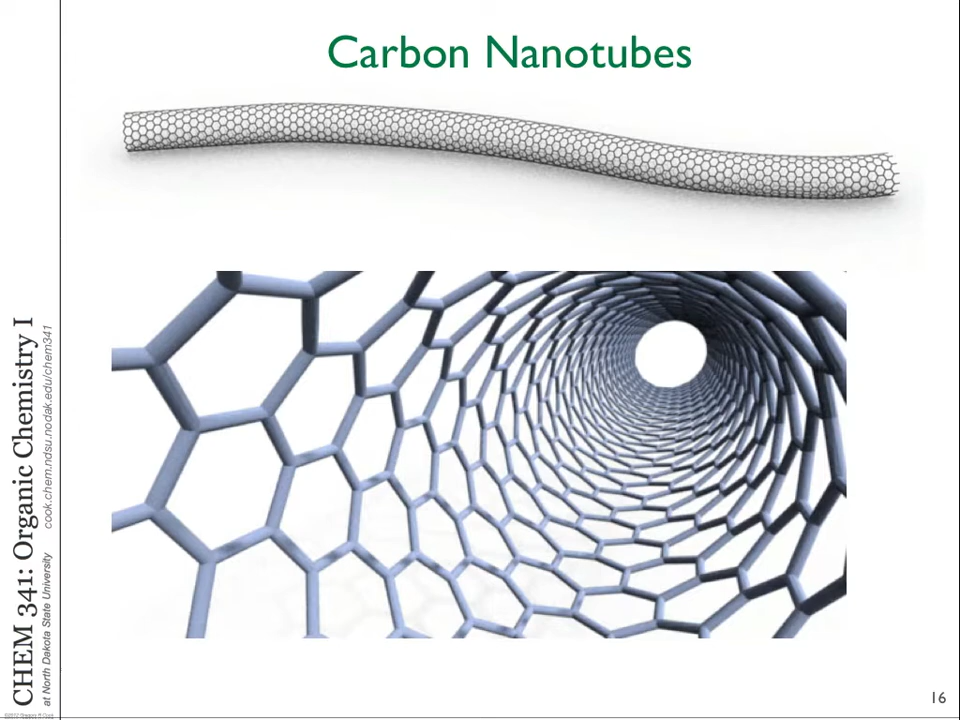 Carbon Nanotubes
CHEM 341: Organic Chemistry I
at North Dakota State University cook.chem.ndsu.nodak.edu/chem341
16